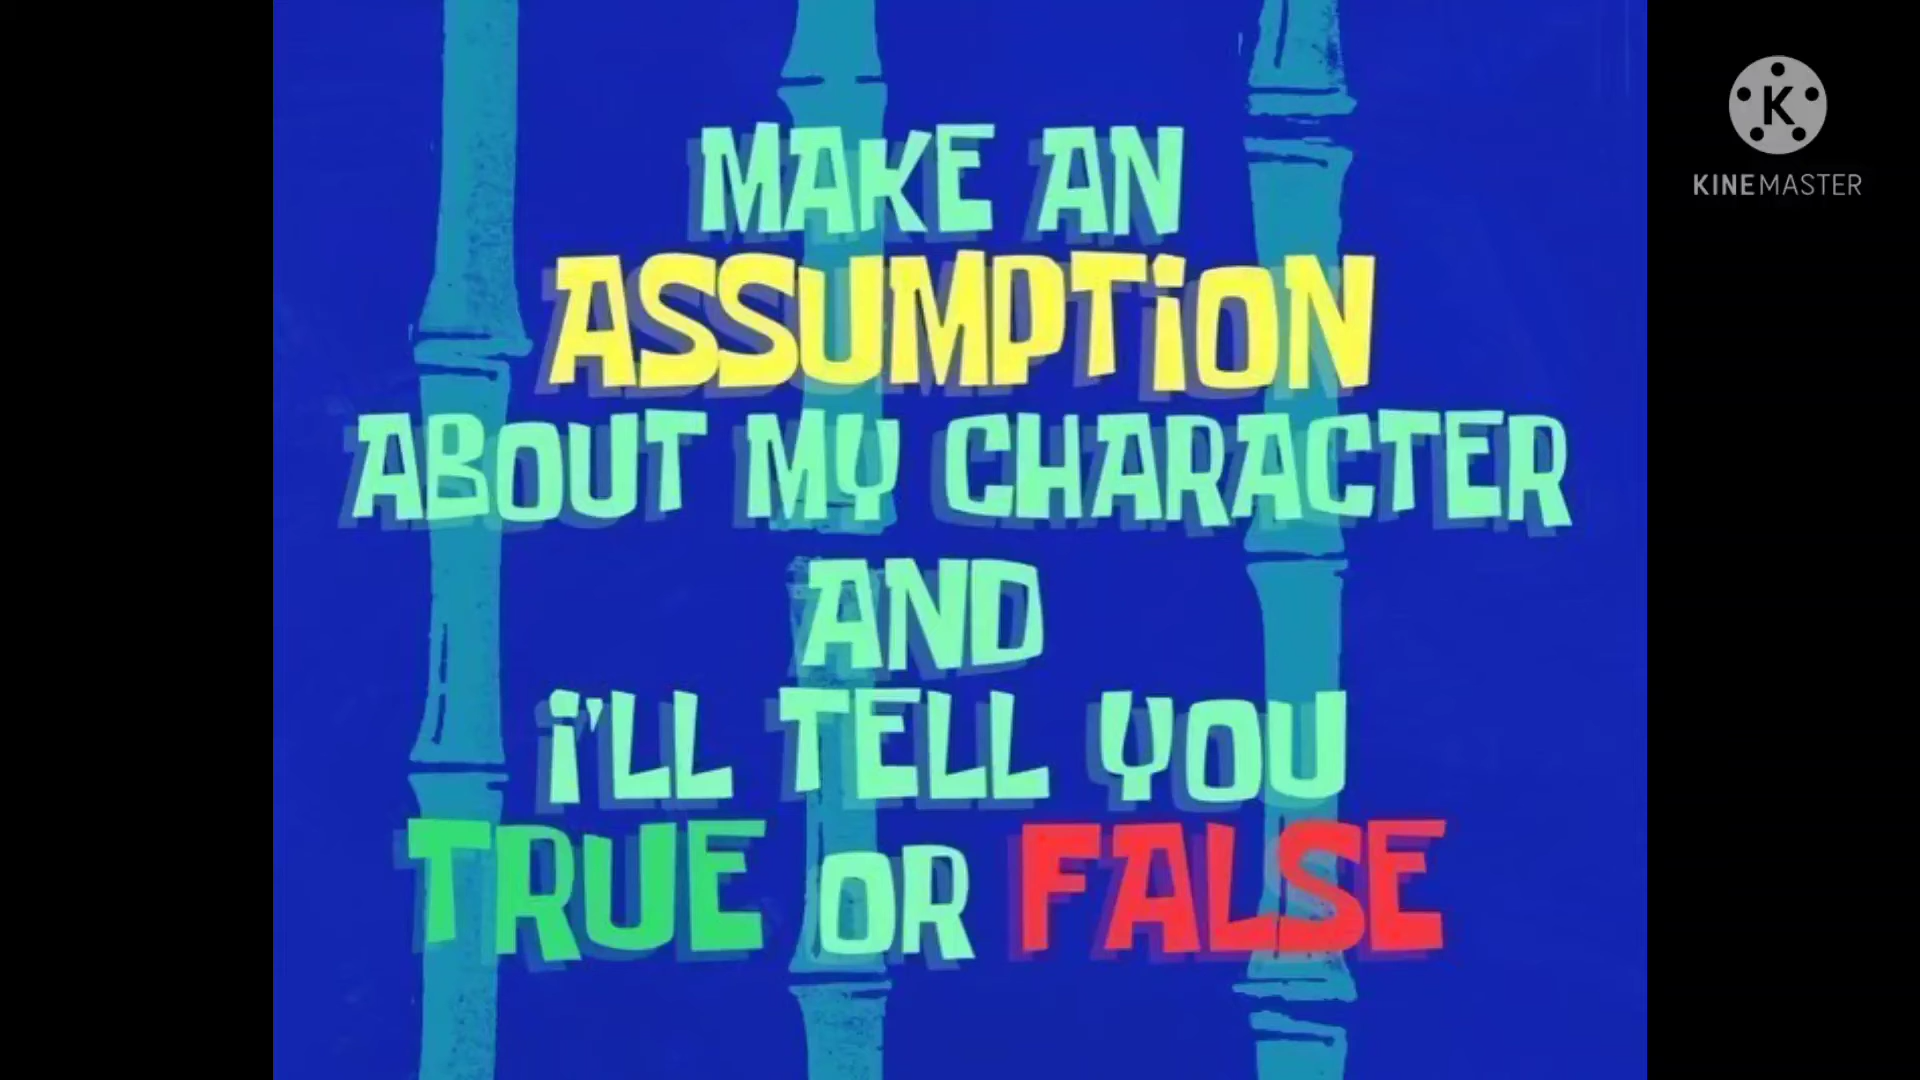 MAKE AN
ASSUMPTION
ABOUT MY CHARACTER
AND
i'LL TELL YOU
TRUE OR FALSE
K
KINEMASTER